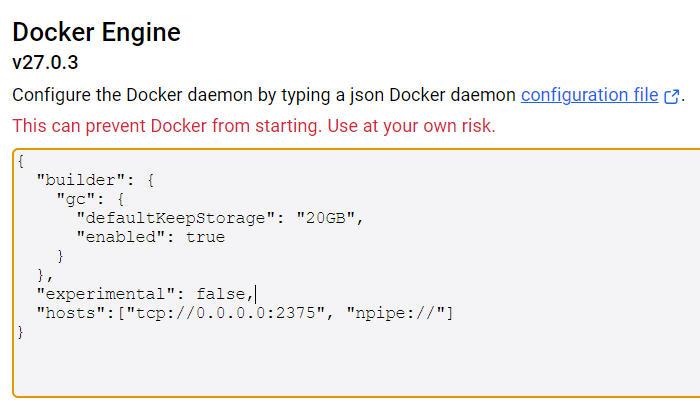 Docker Engine
v27.0.3
Configure the Docker daemon by typing a json Docker daemon configuration file.
This can prevent Docker from starting. Use at your own risk.
{
  "builder": {
    "gc": {
      "defaultKeepStorage": "20GB",
      "enabled": true
    }
  },
  "experimental": false,
  "hosts":["tcp://0.0.0.0:2375", "npipe://"]
}